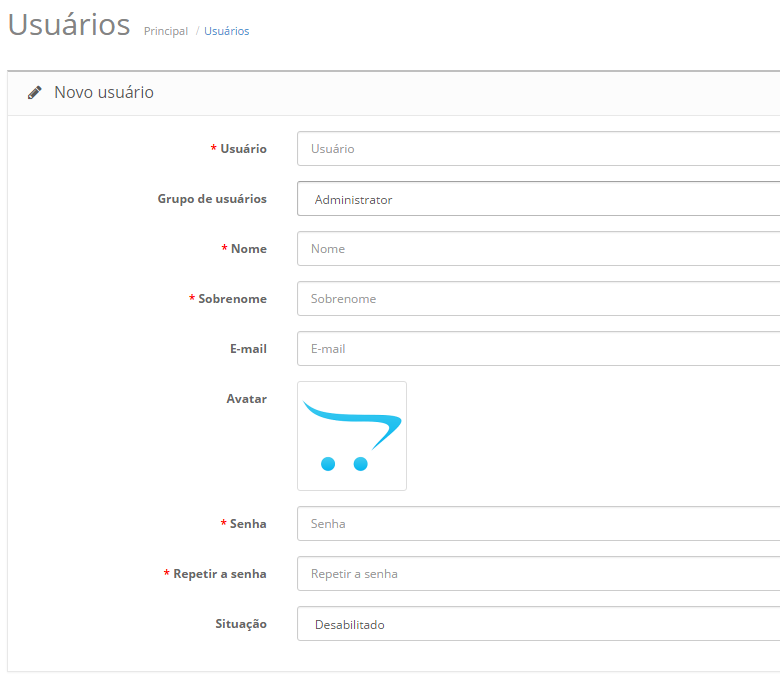 Usuários Principal / Usuários
Novo usuário
* Usuário Usuário
Grupo de usuários Administrator
* Nome Nome
* Sobrenome Sobrenome
E-mail E-mail
Avatar
* Senha Senha
* Repetir a senha Repetir a senha
Situação Desabilitado